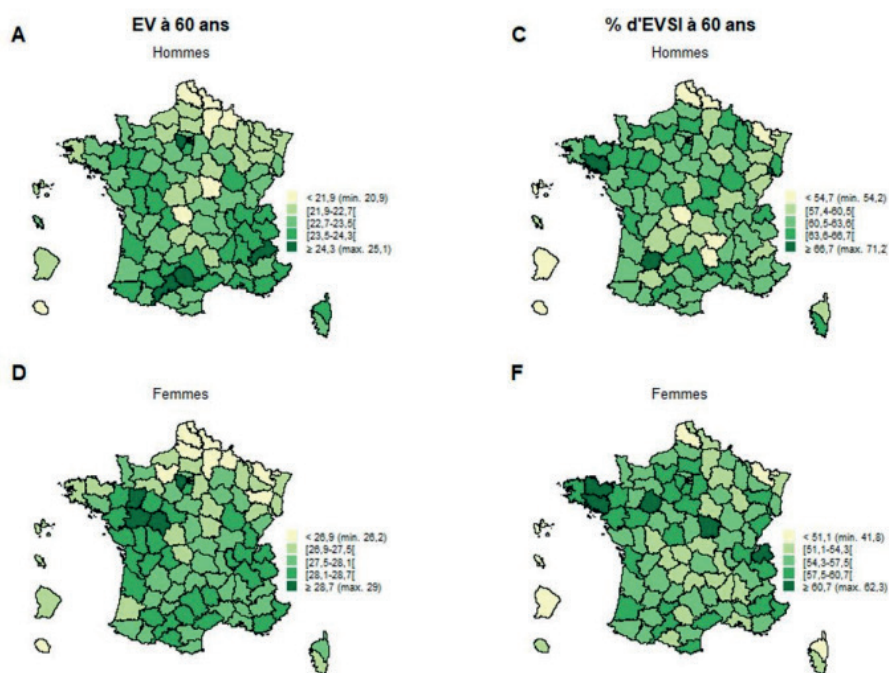 EV à 60 ans
% d'EVSI à 60 ans
A
C
Hommes
Hommes
< 21,9 (min. 20,9)
[21,9-22,7[
[22,7-23,5[
[23,5-24,3[
≥ 24,3 (max. 25,1)
< 54,7 (min. 54,2)
[57,4-60,5[
[60,5-63,6[
[63,6-66,7[
≥ 66,7 (max. 71,2)
D
F
Femmes
Femmes
< 26,9 (min. 26,2)
[26,9-27,5[
[27,5-28,1[
[28,1-28,7[
≥ 28,7 (max. 29)
< 51,1 (min. 41,8)
[51,1-54,3[
[54,3-57,5[
[57,5-60,7[
≥ 60,7 (max. 62,3)